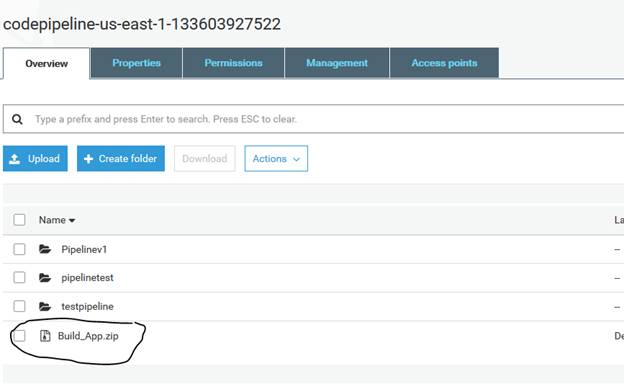 codepipeline-us-east-1-133603927522
Overview Properties Permissions Management Access points
Type a prefix and press Enter to search. Press ESC to clear.
Upload Create folder Download Actions
Name La
Pipelinev1 --
pipelinetest --
testpipeline --
Build_App.zip De